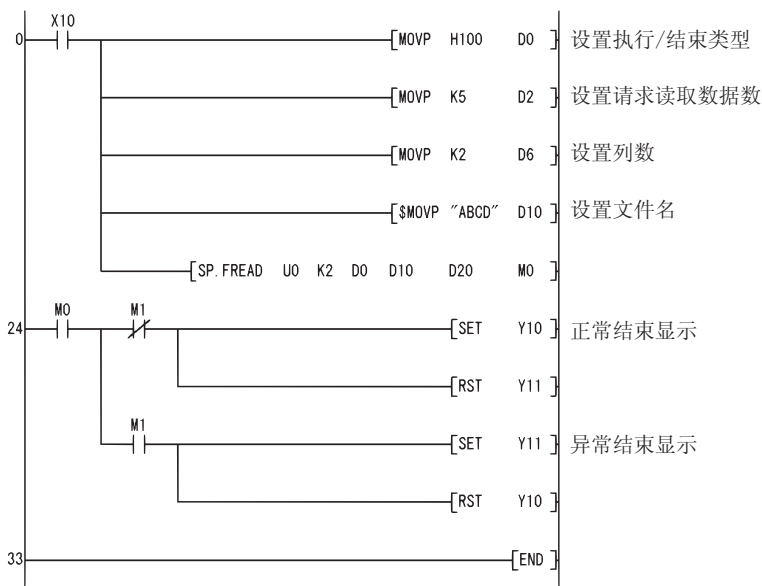 X10
0 [MOVP H100 D0] 设置执行/结束类型
[MOVP K5 D2] 设置请求读取数据数
[MOVP K2 D6] 设置列数
[$MOVP "ABCD" D10] 设置文件名
[SP.FREAD U0 K2 D0 D10 D20 M0]
M0 M1
24 [SET Y10] 正常结束显示
[RST Y11]
M1
[SET Y11] 异常结束显示
[RST Y10]
33 [END]